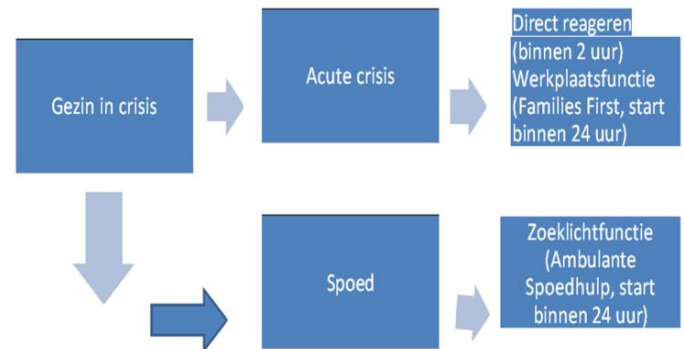 Gezin in crisis
Acute crisis
Direct reageren
(binnen 2 uur)
Werkplaatsfunctie
(Families First, start
binnen 24 uur)
Spoed
Zoeklichtfunctie
(Ambulante
Spoedhulp, start
binnen 24 uur)